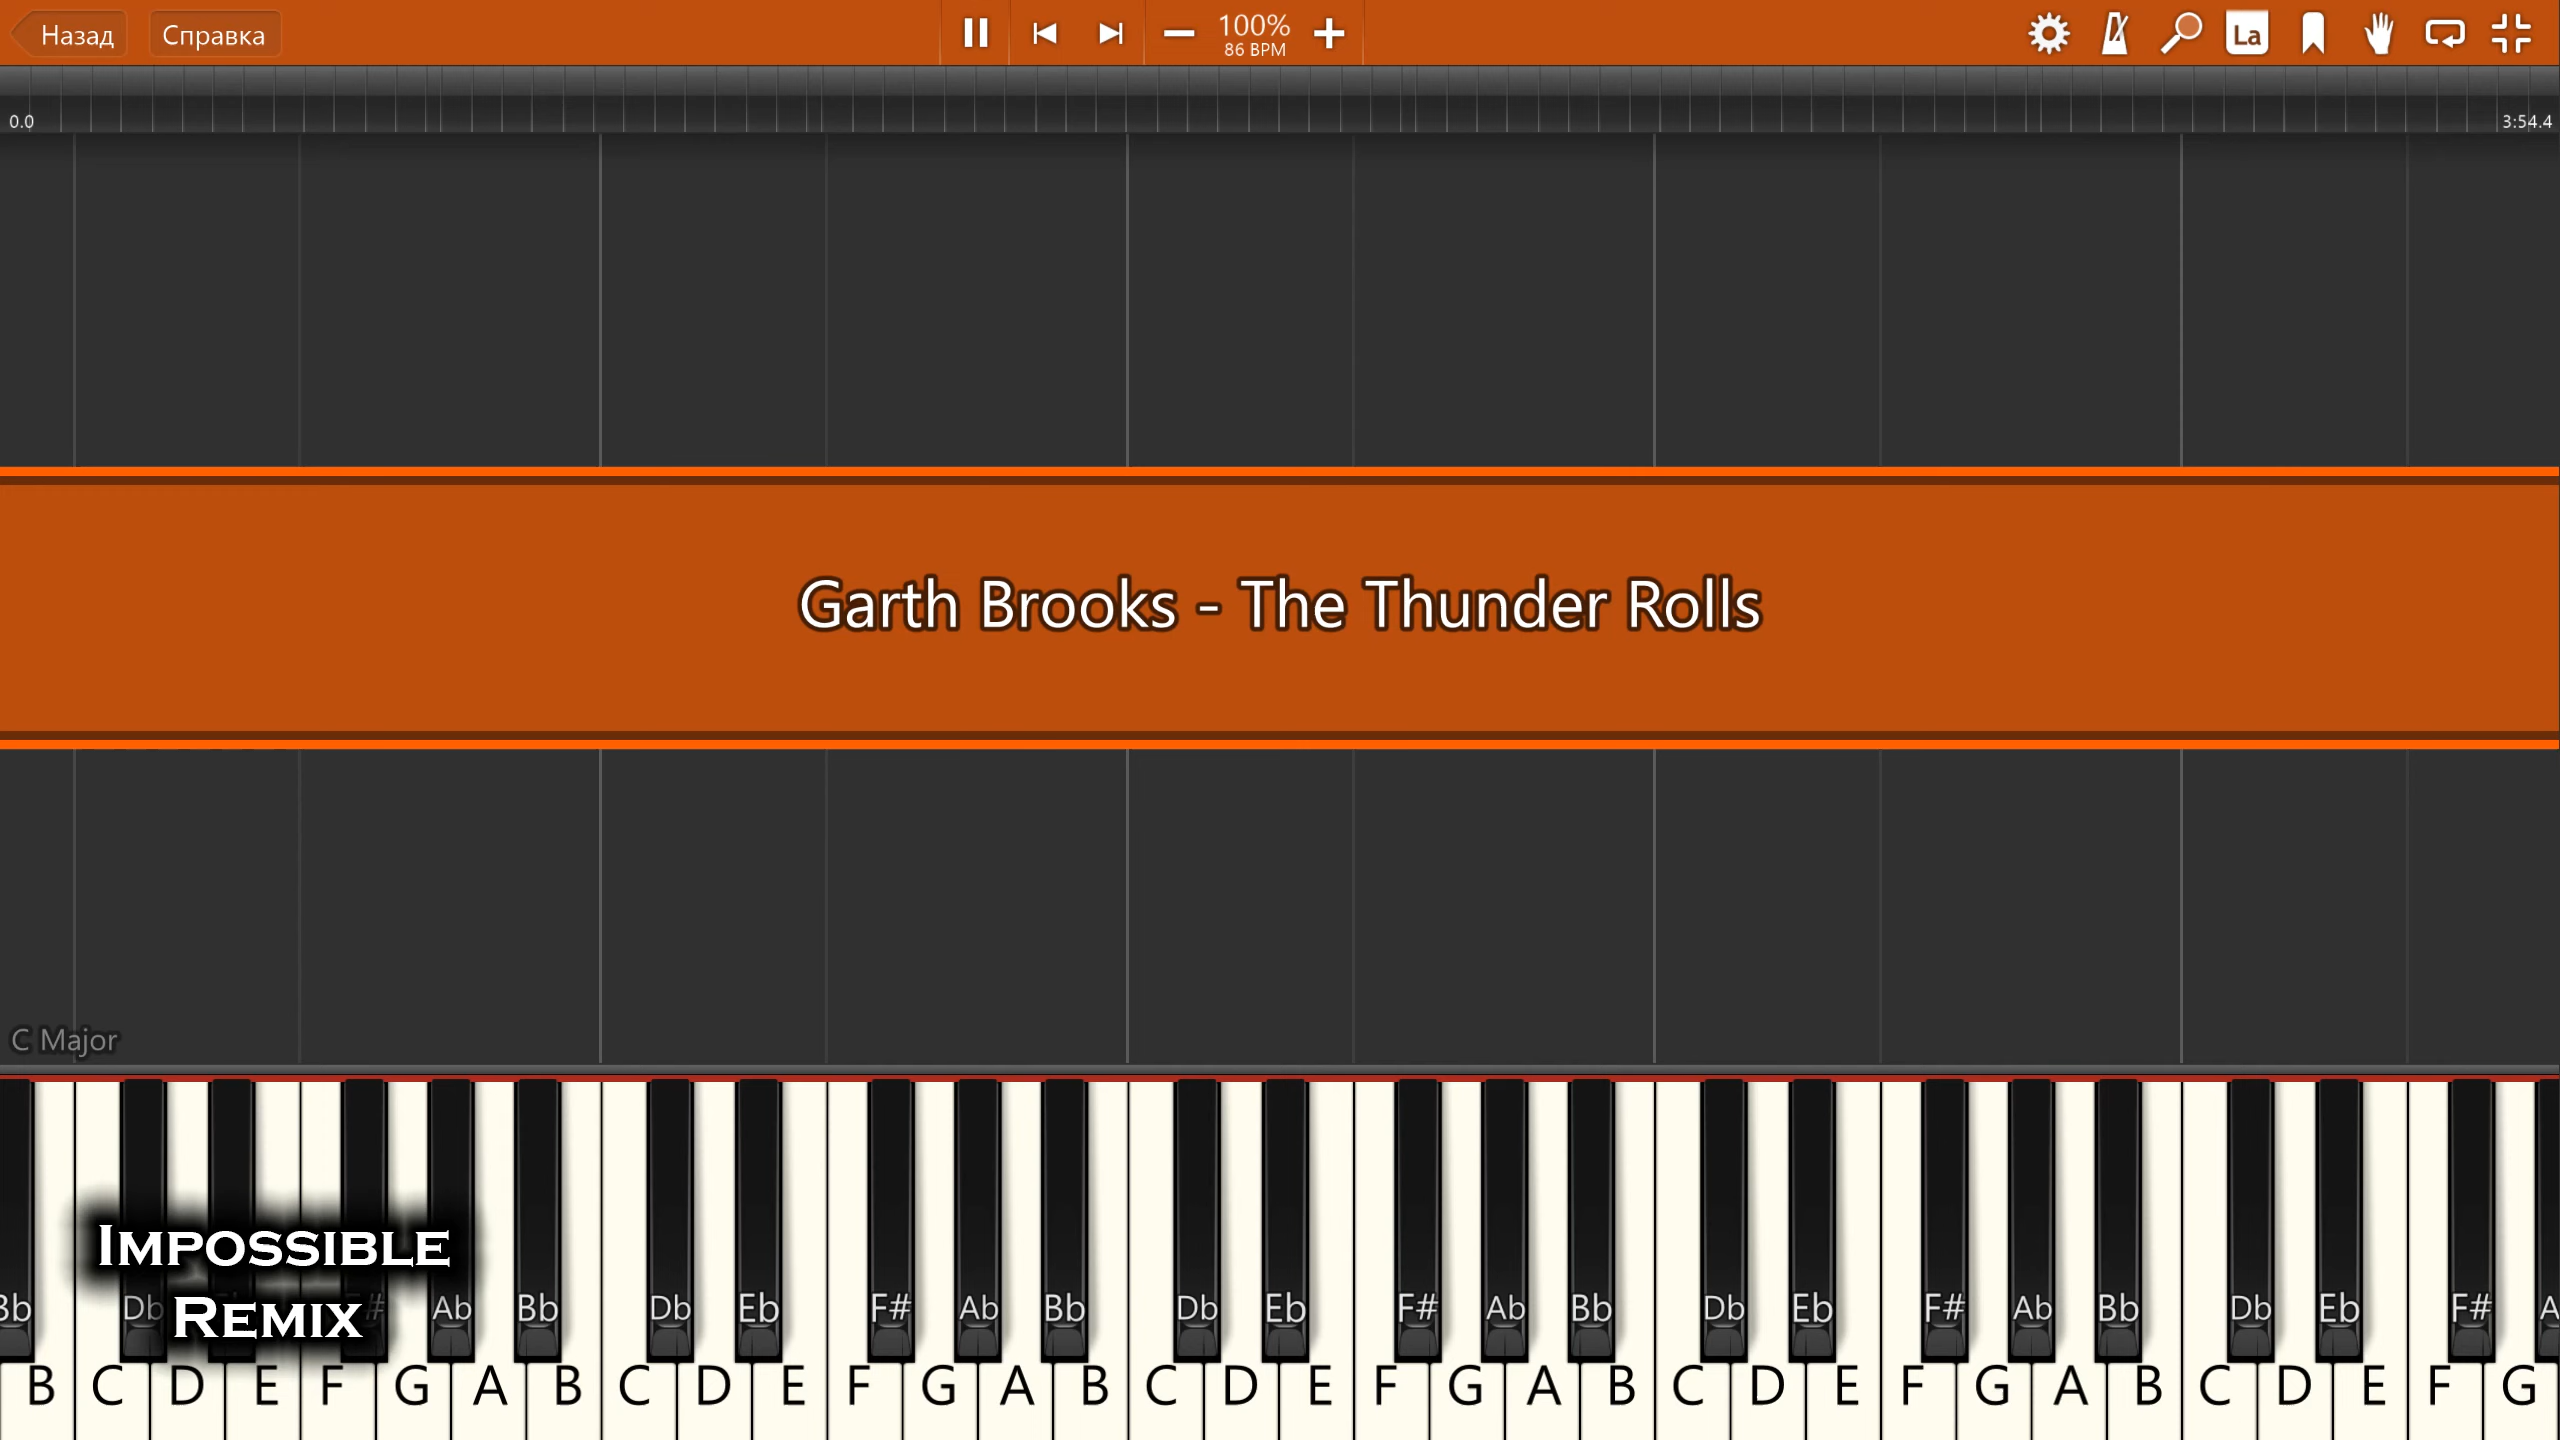 Назад Справка 100% La
86 BPM
0.0 3:54.4
Garth Brooks - The Thunder Rolls
C Major
Impossible
Remix
Bb Db Ab Bb Db Eb F# Ab Bb Db Eb F# Ab Bb Db Eb F# Ab Bb Db Eb F# A
B C D E F G A B C D E F G A B C D E F G A B C D E F G A B C D E F G